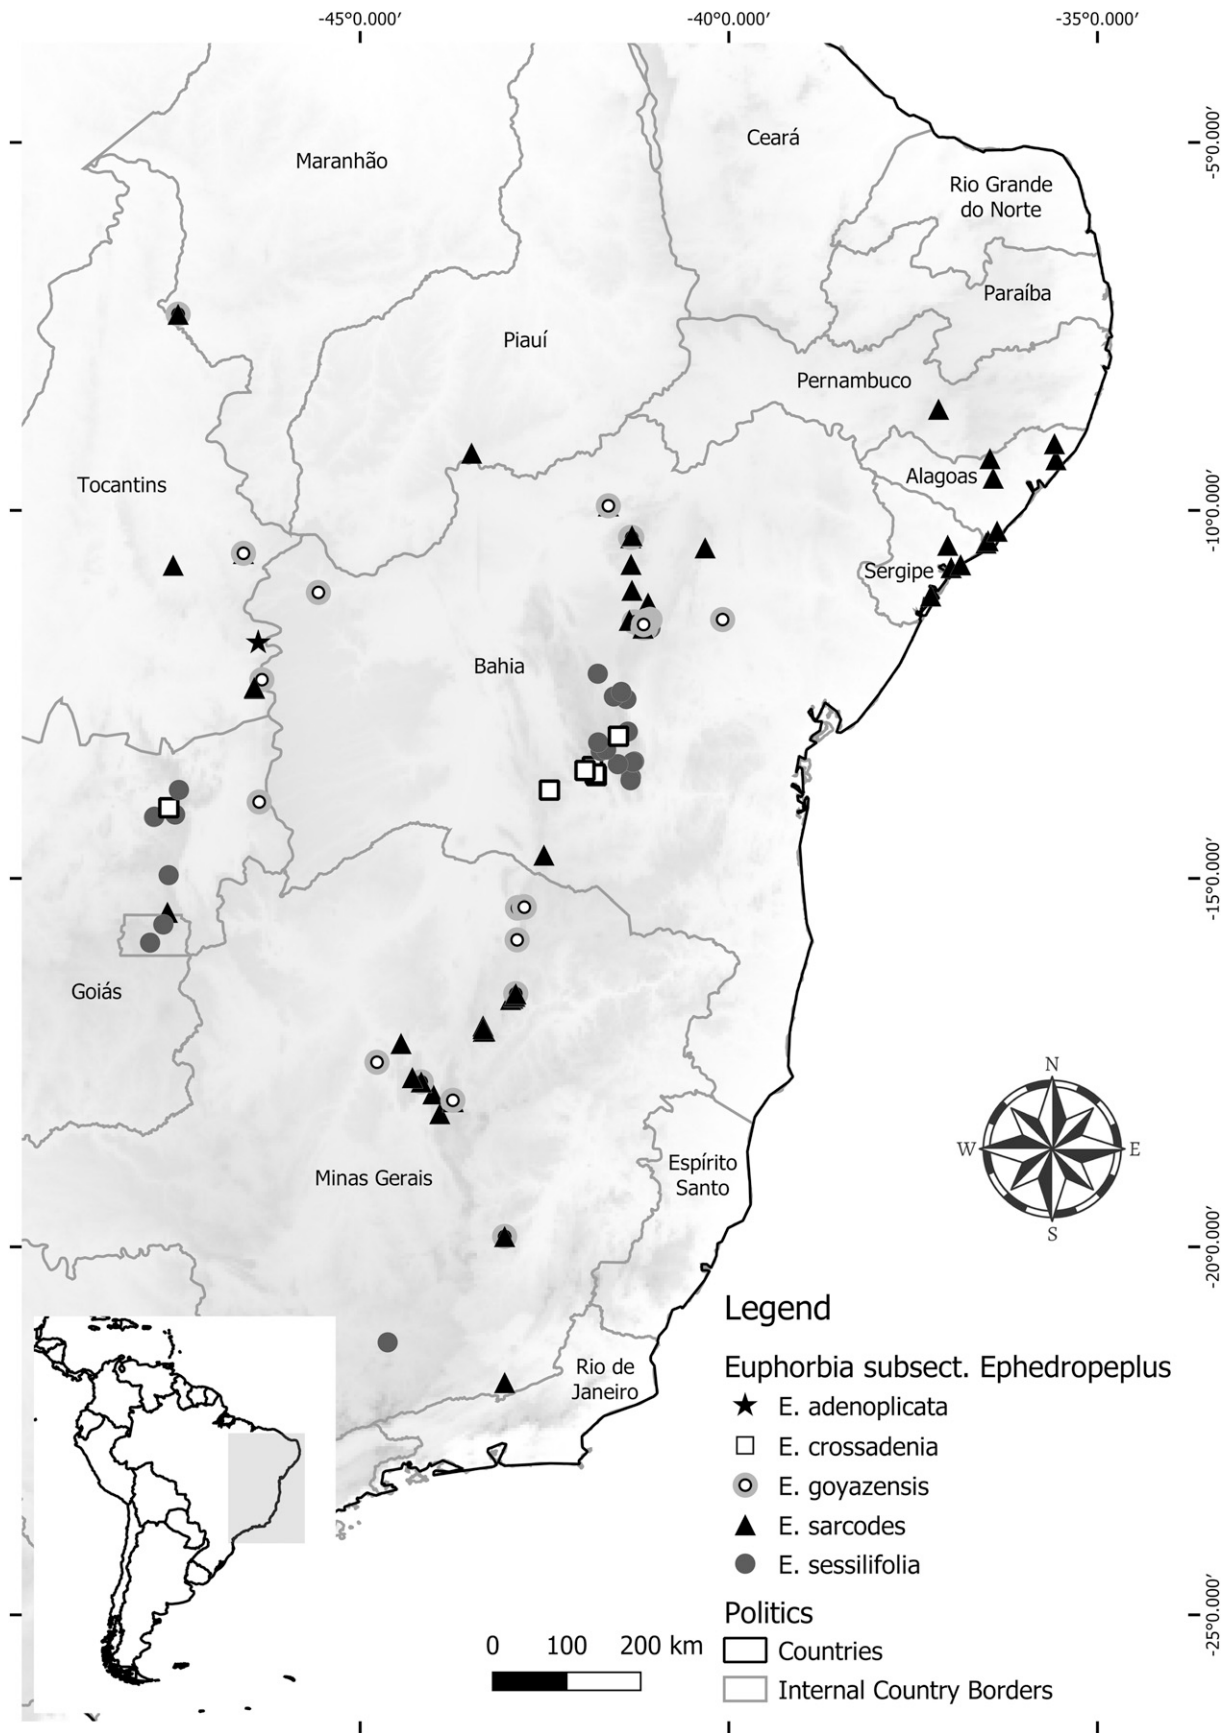 -45°0.000′
-40°0.000′
-35°0.000′
Ceará
-5°0.000′
Maranhão
Rio Grande
do Norte
Paraíba
Piauí
Pernambuco
Alagoas
Tocantins
-10°0.000′
Sergipe
Bahia
-15°0.000′
Goiás
N
W
E
S
Espírito
Santo
Minas Gerais
-20°0.000′
Legend
Rio de
Janeiro
Euphorbia subsect. Ephedropeplus
E. adenoplicata
E. crossadenia
E. goyazensis
E. sarcodes
E. sessilifolia
-25°0.000′
Politics
0 100 200 km
Countries
Internal Country Borders